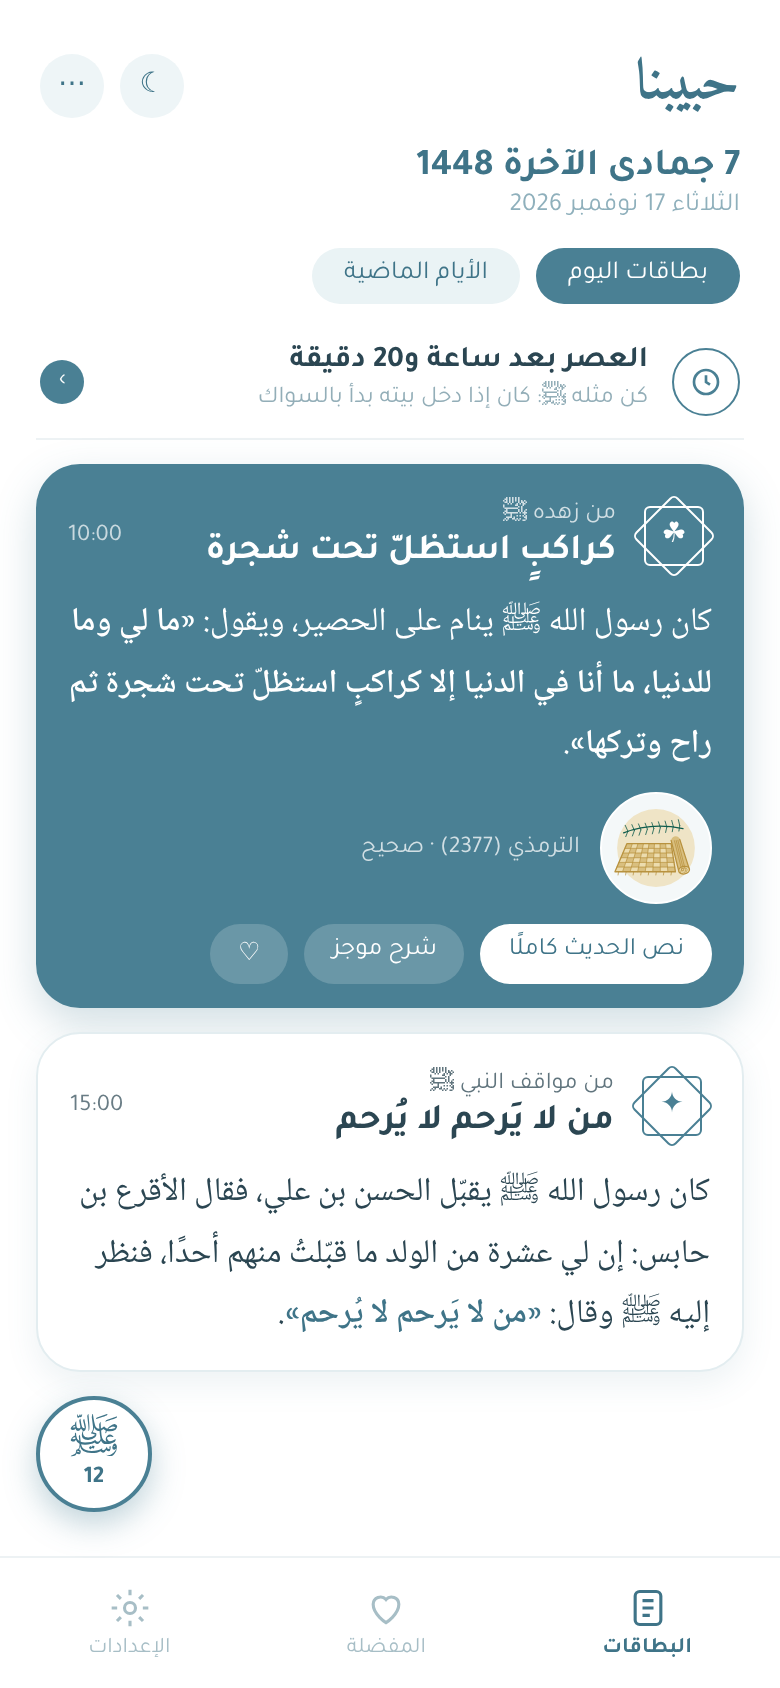 حبيبنا
7 جمادى الآخرة 1448
الثلاثاء 17 نوفمبر 2026
بطاقات اليوم
الأيام الماضية
العصر بعد ساعة و20 دقيقة
كن مثله ﷺ: كان إذا دخل بيته بدأ بالسواك
من زهده ﷺ
كراكبٍ استظلّ تحت شجرة
10:00
كان رسول الله ﷺ ينام على الحصير، ويقول: «ما لي وما
للدنيا، ما أنا في الدنيا إلا كراكبٍ استظلّ تحت شجرة ثم
راح وتركها».
الترمذي (2377) · صحيح
نص الحديث كاملًا
شرح موجز
من مواقف النبي ﷺ
من لا يَرحم لا يُرحم
15:00
كان رسول الله ﷺ يقبّل الحسن بن علي، فقال الأقرع بن
حابس: إن لي عشرة من الولد ما قبّلتُ منهم أحدًا، فنظر
إليه ﷺ وقال: «من لا يَرحم لا يُرحم».
ﷺ
12
البطاقات
المفضلة
الإعدادات